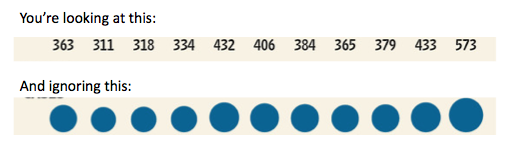 You're looking at this:
363 311 318 334 432 406 384 365 379 433 573
And ignoring this: